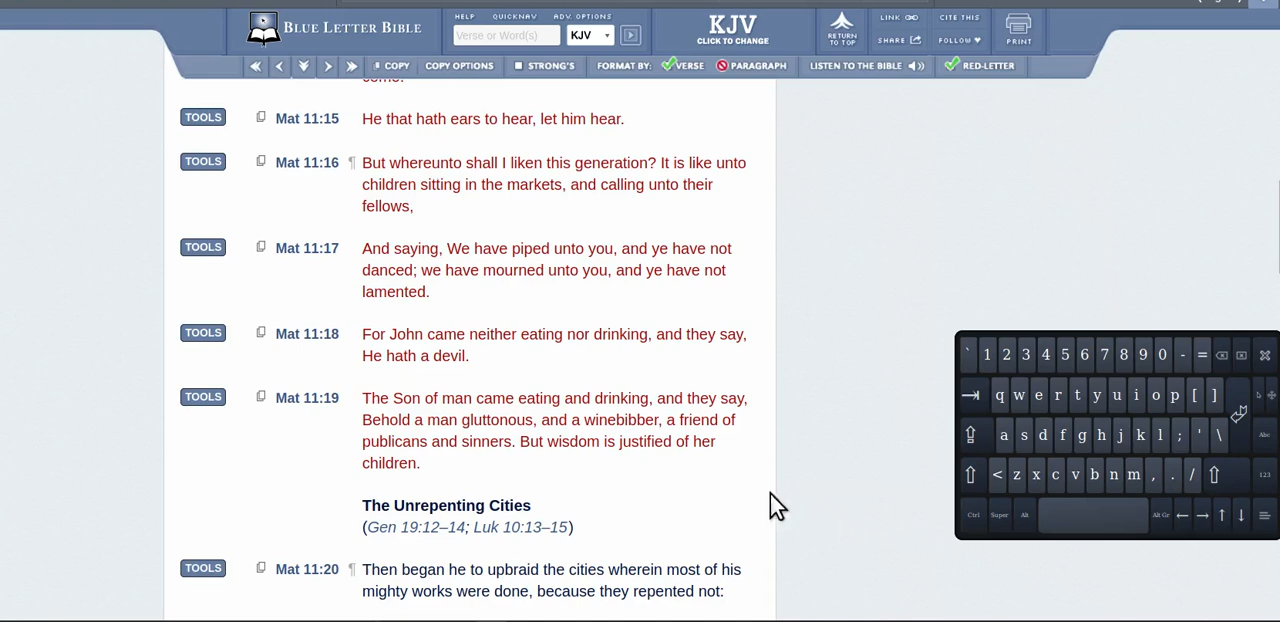 HELP QUICKNAV ADV. OPTIONS
BLUE LETTER BIBLE
Verse or Word(s) KJV
KJV
CLICK TO CHANGE
RETURN
TO TOP
LINK
SHARE
CITE THIS
FOLLOW
PRINT
COPY COPY OPTIONS STRONG'S FORMAT BY: VERSE PARAGRAPH LISTEN TO THE BIBLE RED-LETTER
come.
TOOLS Mat 11:15 He that hath ears to hear, let him hear.
TOOLS Mat 11:16 ¶ But whereunto shall I liken this generation? It is like unto
children sitting in the markets, and calling unto their
fellows,
TOOLS Mat 11:17 And saying, We have piped unto you, and ye have not
danced; we have mourned unto you, and ye have not
lamented.
TOOLS Mat 11:18 For John came neither eating nor drinking, and they say,
He hath a devil.
TOOLS Mat 11:19 The Son of man came eating and drinking, and they say,
Behold a man gluttonous, and a winebibber, a friend of
publicans and sinners. But wisdom is justified of her
children.
The Unrepenting Cities
(Gen 19:12–14; Luk 10:13–15)
TOOLS Mat 11:20 ¶ Then began he to upbraid the cities wherein most of his
mighty works were done, because they repented not:
` 1 2 3 4 5 6 7 8 9 0 - =
q w e r t y u i o p [ ]
a s d f g h j k l ; ' \ Abc
< z x c v b n m , . / 123
Ctrl Super Alt Alt Gr